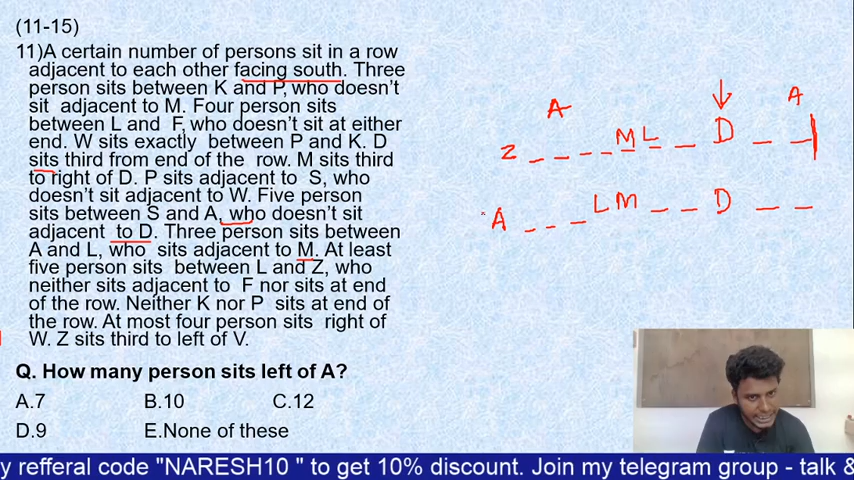 (11-15)
11)A certain number of persons sit in a row
adjacent to each other facing south. Three
person sits between K and P, who doesn't
sit adjacent to M. Four person sits
between L and F, who doesn't sit at either
end. W sits exactly between P and K. D
sits third from end of the row. M sits third
to right of D. P sits adjacent to S, who
doesn't sit adjacent to W. Five person
sits between S and A, who doesn't sit
adjacent to D. Three person sits between
A and L, who sits adjacent to M. At least
five person sits between L and Z, who
neither sits adjacent to F nor sits at end
of the row. Neither K nor P sits at end of
the row. At most four person sits right of
W. Z sits third to left of V.
Q. How many person sits left of A?
A.7 B.10 C.12
D.9 E.None of these
A A
Z _ _ _ _ M L _ D _ _
A _ _ _ L M _ _ D _ _
y refferal code "NARESH10 " to get 10% discount. Join my telegram group - talk &